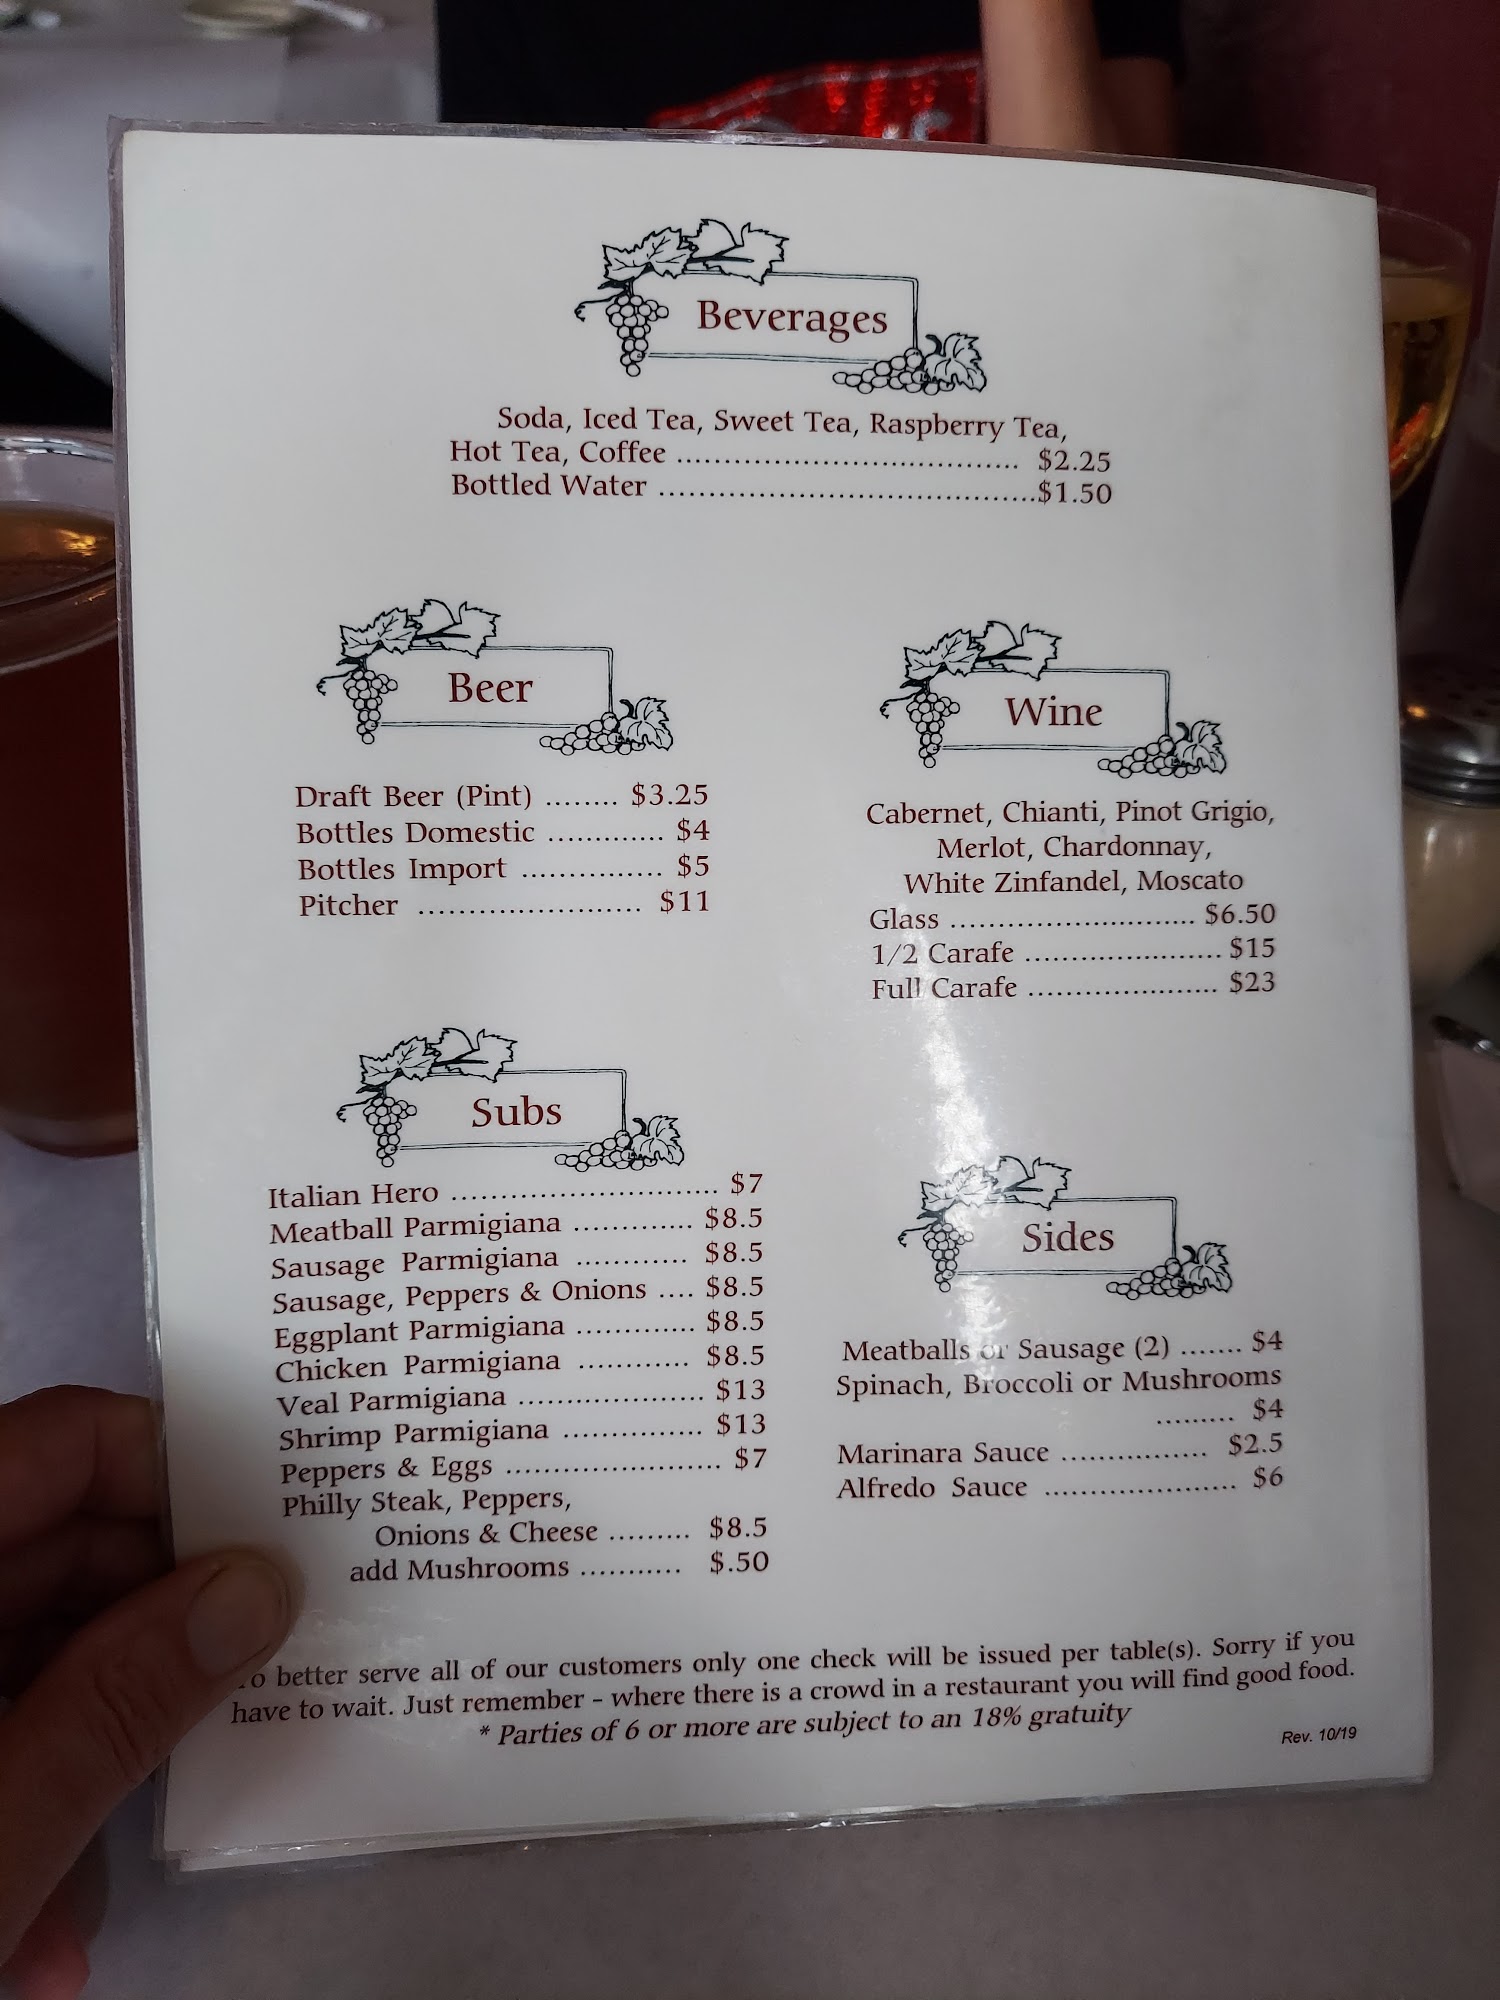 Beverages
Soda, Iced Tea, Sweet Tea, Raspberry Tea,
Hot Tea, Coffee .................................... $2.25
Bottled Water ........................................$1.50
Beer
Draft Beer (Pint) ........ $3.25
Bottles Domestic ............. $4
Bottles Import ............... $5
Pitcher ........................ $11
Wine
Cabernet, Chianti, Pinot Grigio,
Merlot, Chardonnay,
White Zinfandel, Moscato
Glass ............................ $6.50
1/2 Carafe ....................... $15
Full Carafe ...................... $23
Subs
Italian Hero ............................. $7
Meatball Parmigiana ............. $8.5
Sausage Parmigiana ............ $8.5
Sausage, Peppers & Onions .... $8.5
Eggplant Parmigiana ............. $8.5
Chicken Parmigiana ............ $8.5
Veal Parmigiana .................... $13
Shrimp Parmigiana ............... $13
Peppers & Eggs ........................ $7
Philly Steak, Peppers,
Onions & Cheese ......... $8.5
add Mushrooms ........... $.50
Sides
Meatballs or Sausage (2) ....... $4
Spinach, Broccoli or Mushrooms
......... $4
Marinara Sauce ................ $2.5
Alfredo Sauce ..................... $6
better serve all of our customers only one check will be issued per table(s). Sorry if you
have to wait. Just remember – where there is a crowd in a restaurant you will find good food.
* Parties of 6 or more are subject to an 18% gratuity
Rev. 10/19